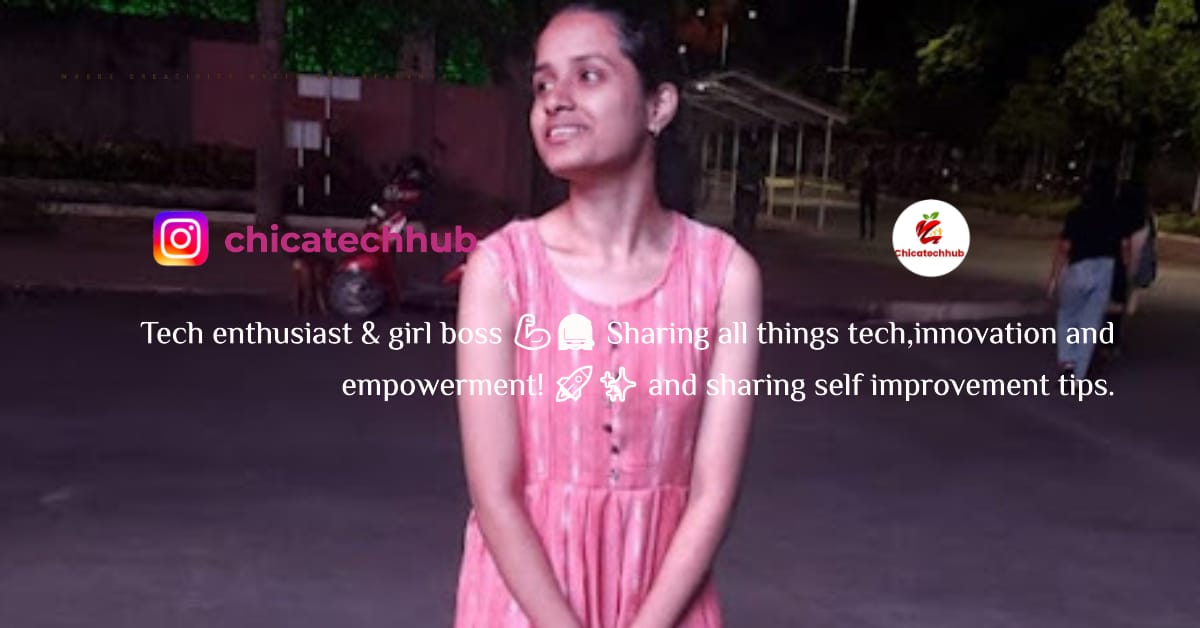 chicatechhub
Chicatechhub
Tech enthusiast & girl boss 💪👧 Sharing all things tech,innovation and
empowerment! 🚀✨ and sharing self improvement tips.